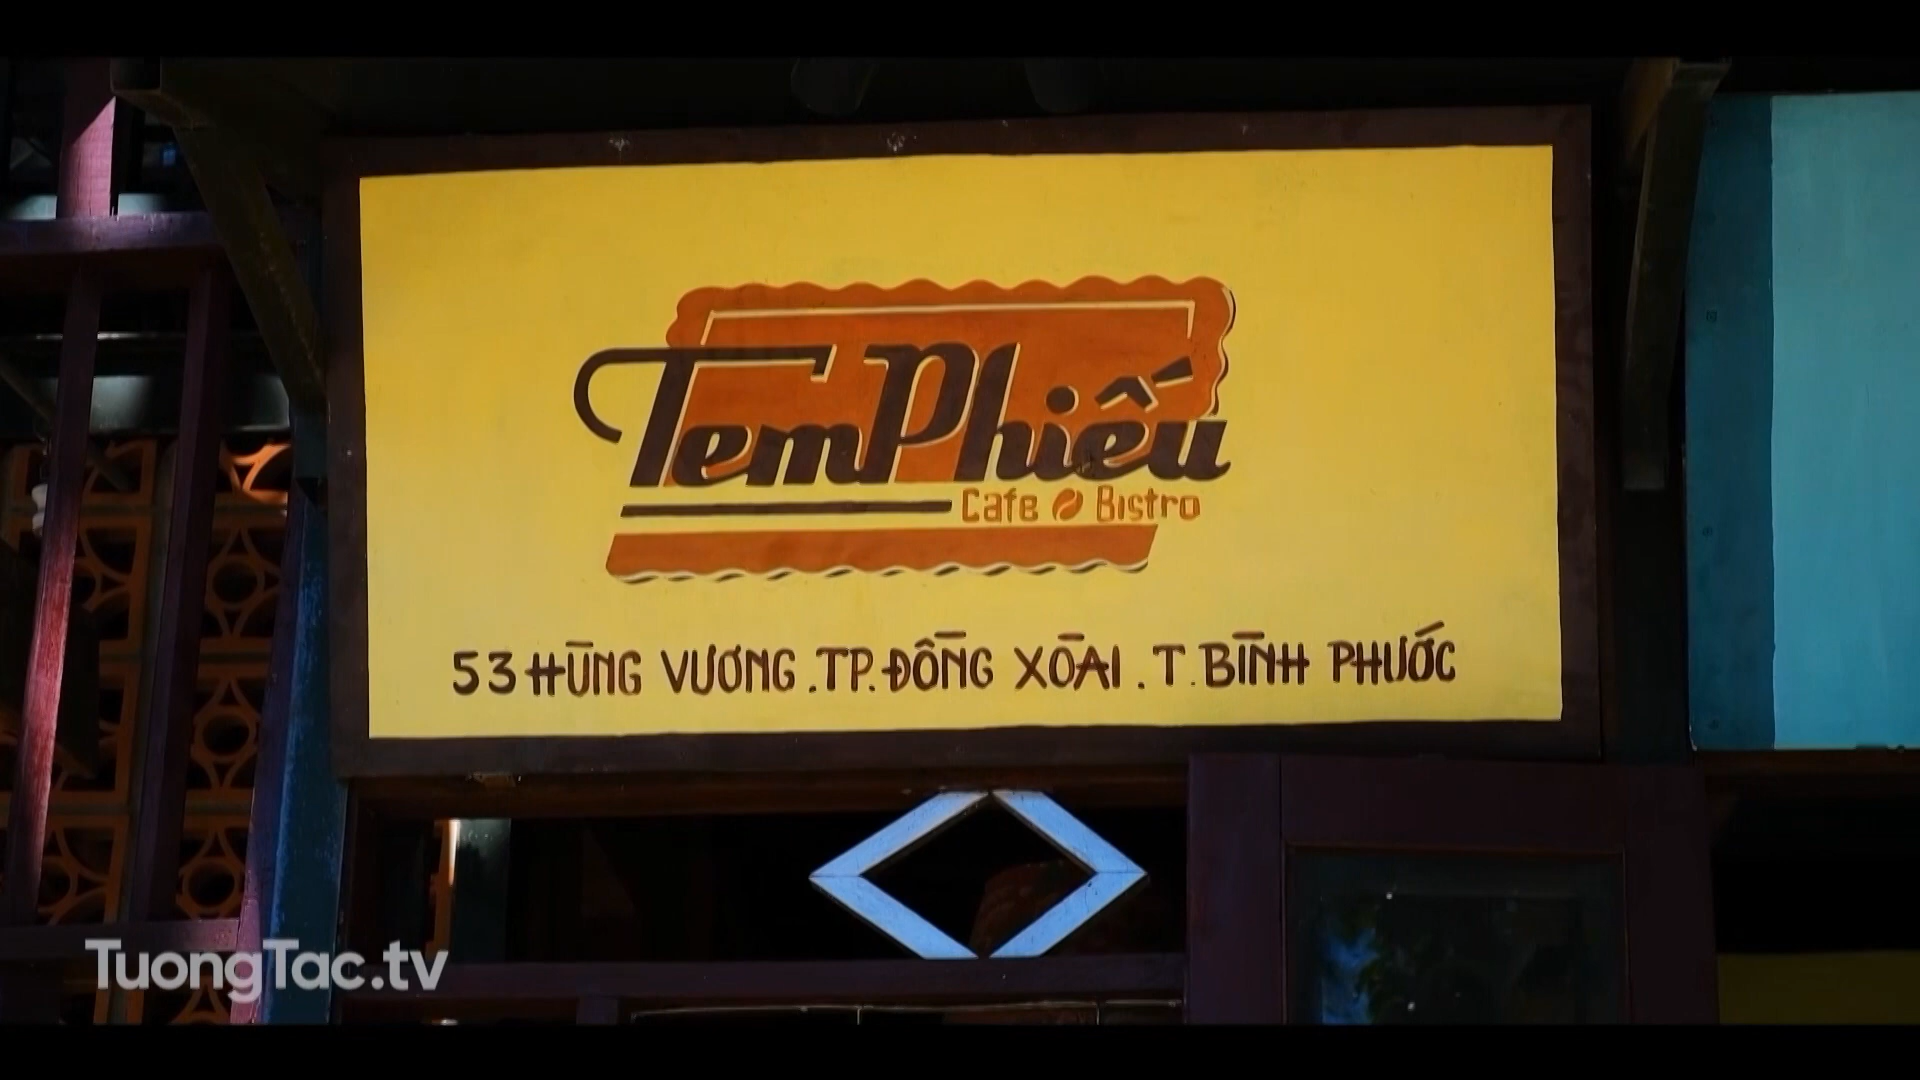 TemPhiếu
Cafe Bistro
53 HÙNG VƯƠNG . TP. ĐỒNG XOÀI . T. BÌNH PHƯỚC
TuongTac.tv